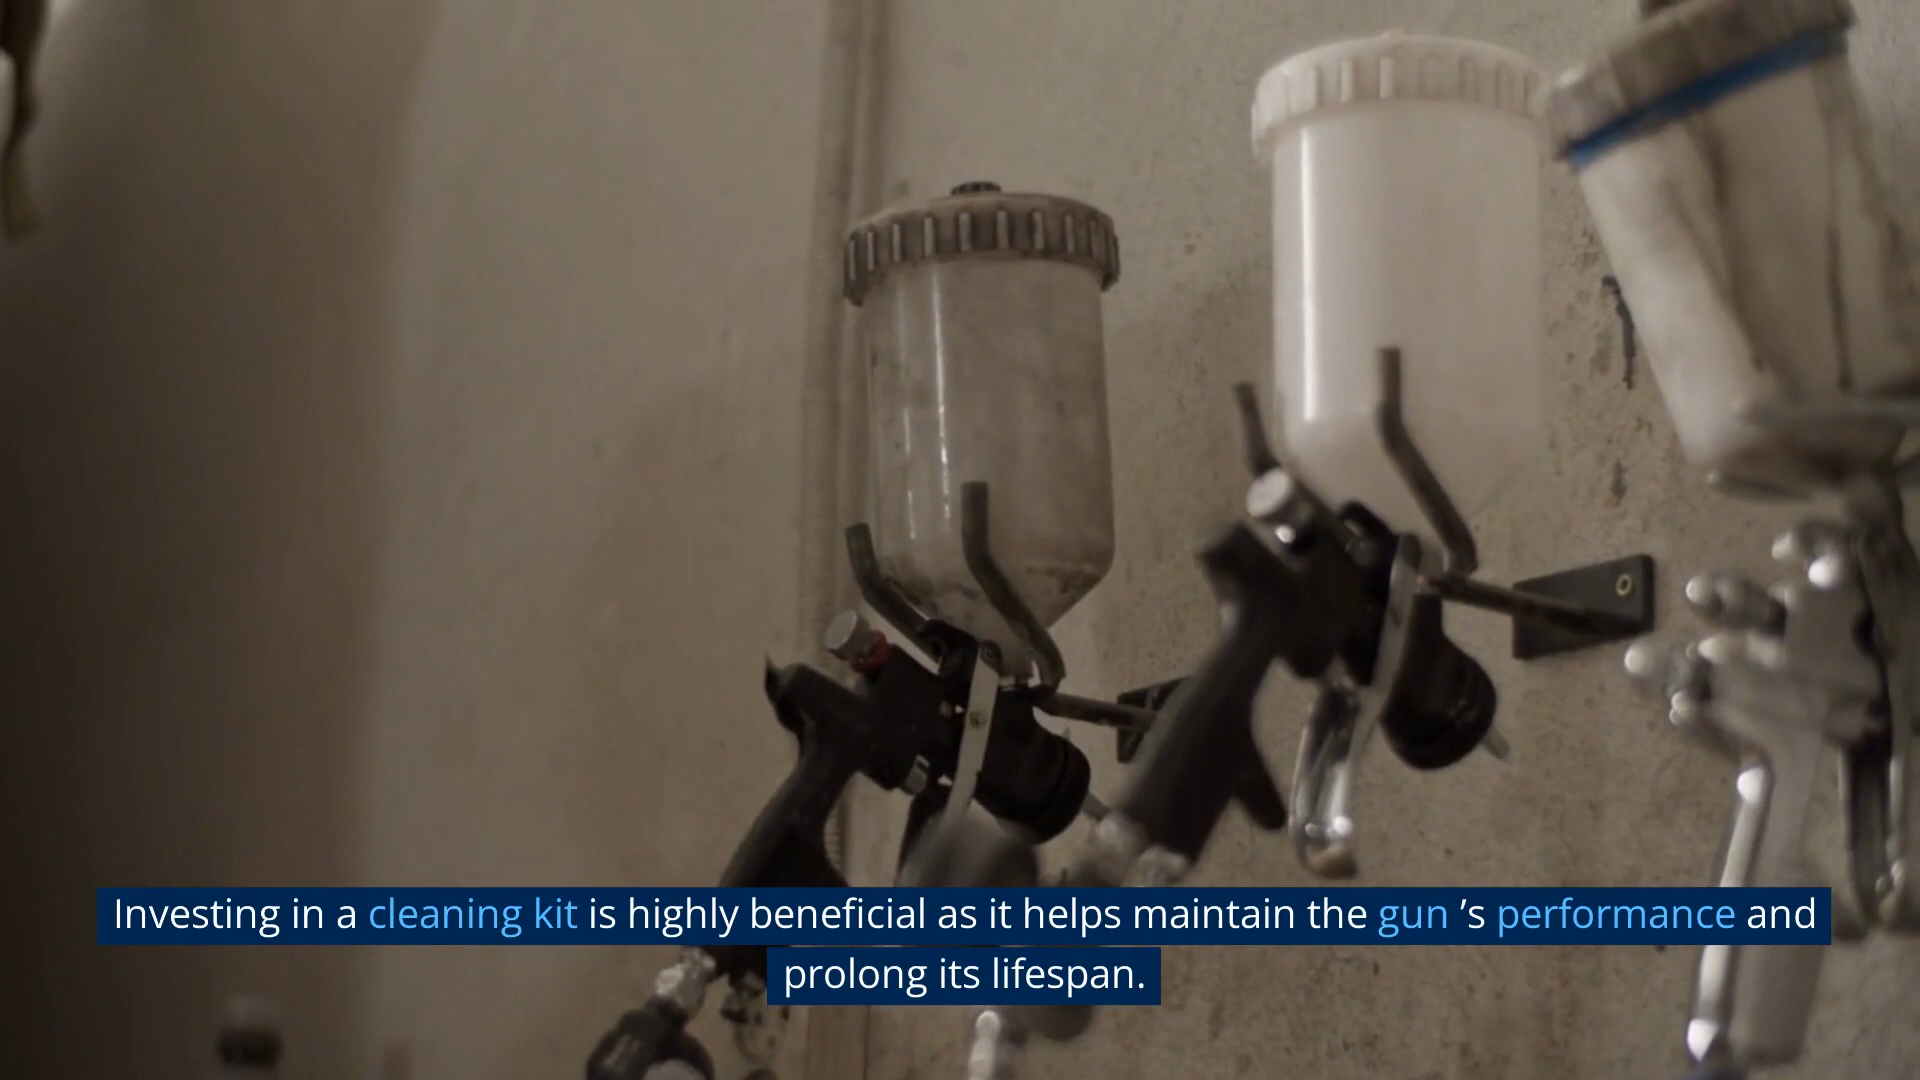 Investing in a cleaning kit is highly beneficial as it helps maintain the gun ’s performance and
prolong its lifespan.